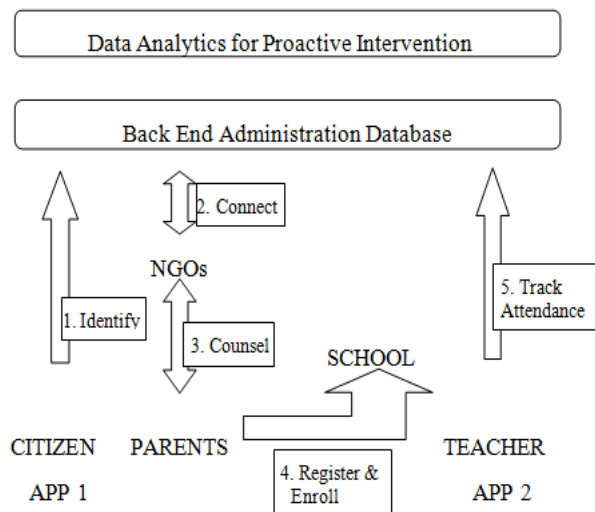 Data Analytics for Proactive Intervention
Back End Administration Database
2. Connect
NGOs
1. Identify
3. Counsel
5. Track
Attendance
SCHOOL
CITIZEN
PARENTS
TEACHER
4. Register &
Enroll
APP 1
APP 2